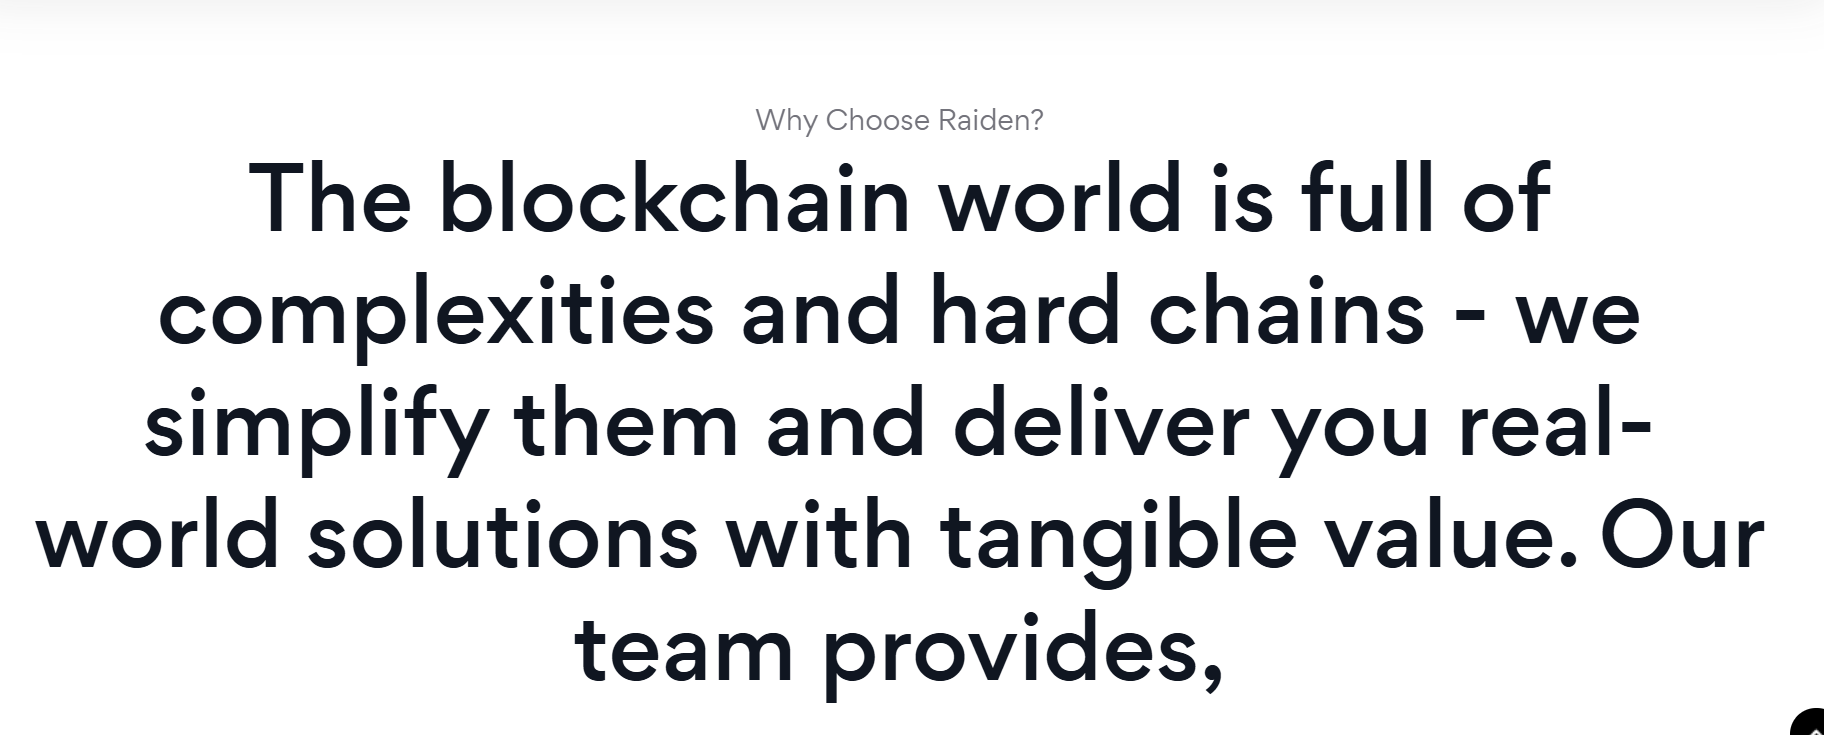 Why Choose Raiden?
The blockchain world is full of
complexities and hard chains - we
simplify them and deliver you real-
world solutions with tangible value. Our
team provides,